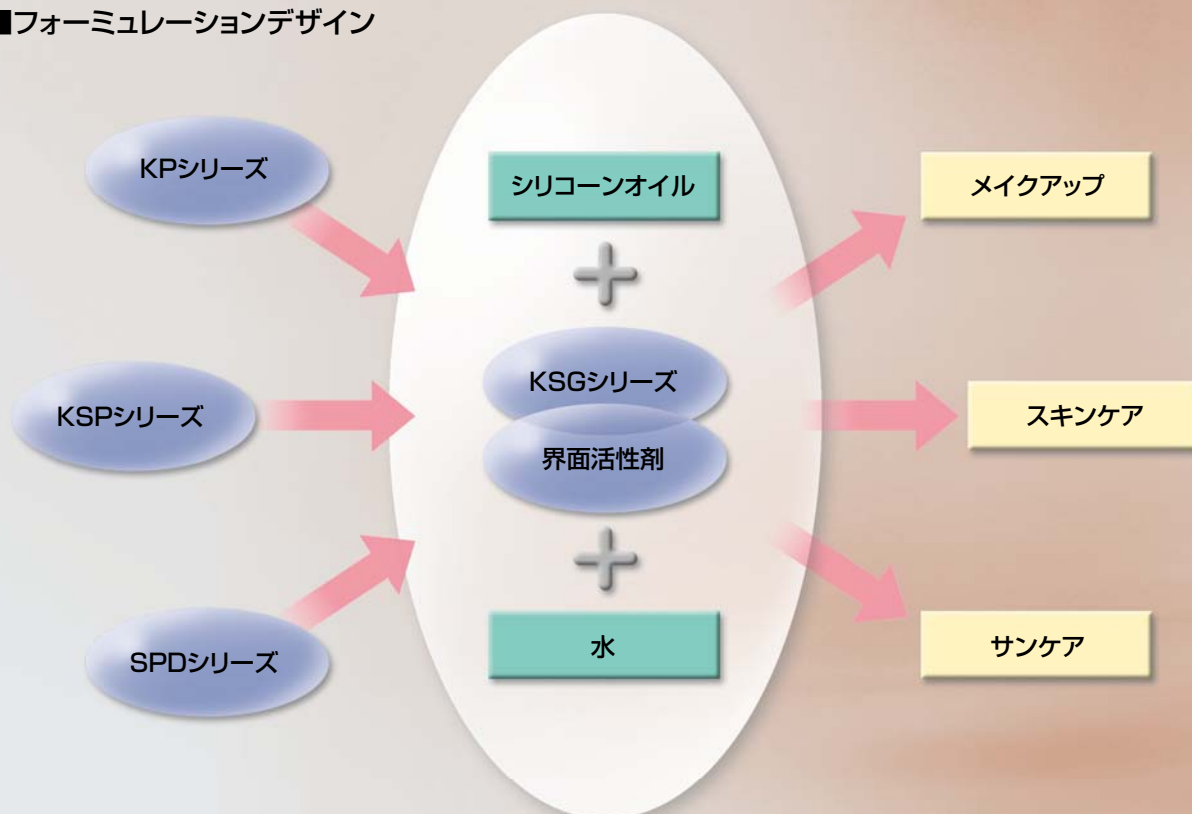 ■フォーミュレーションデザイン
KPシリーズ
KSPシリーズ
SPDシリーズ
シリコーンオイル
+
KSGシリーズ
界面活性剤
+
水
メイクアップ
スキンケア
サンケア